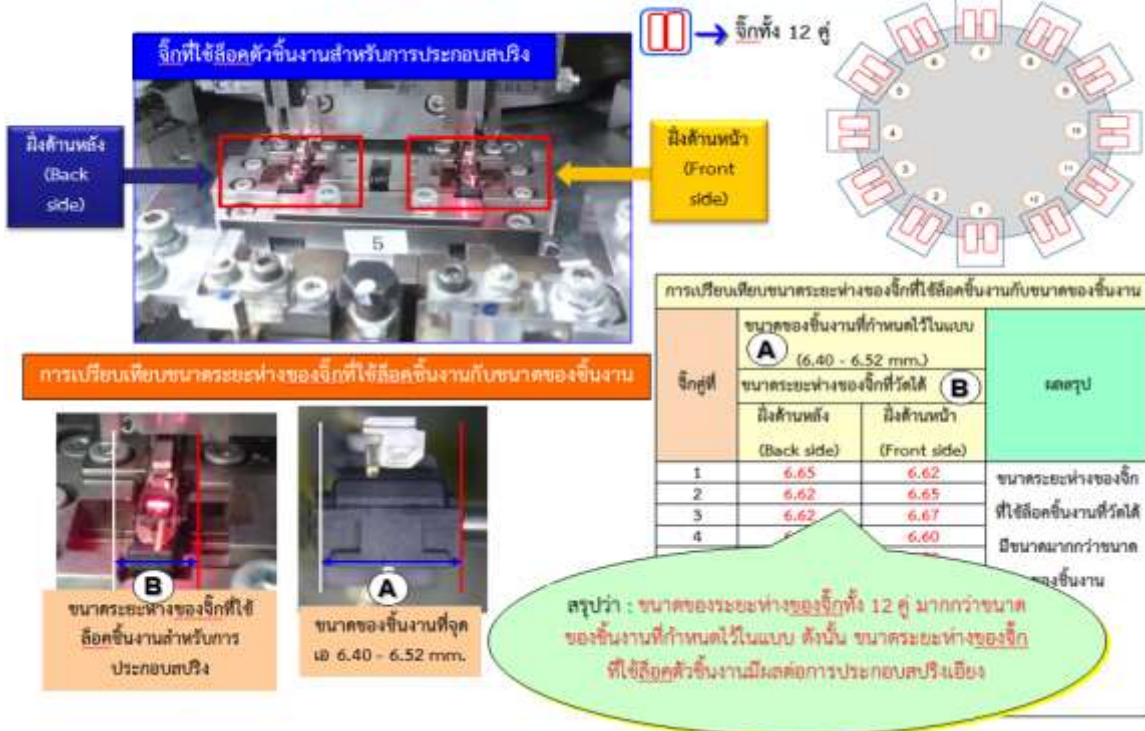 จิ๊กที่ใช้ล็อคตัวชิ้นงานสำหรับการประกอบสปริง
จิ๊กทั้ง 12 คู่
ฝั่งด้านหลัง
(Back
side)
ฝั่งด้านหน้า
(Front
side)
5
1
2
3
4
5
6
7
8
9
10
11
12
การเปรียบเทียบขนาดระยะห่างของจิ๊กที่ใช้ล็อคชิ้นงานกับขนาดของชิ้นงาน
B
ขนาดระยะห่างของจิ๊กที่ใช้
ล็อคชิ้นงานสำหรับการ
ประกอบสปริง
A
ขนาดของชิ้นงานที่จุด
เอ 6.40 - 6.52 mm.
การเปรียบเทียบขนาดระยะห่างของจิ๊กที่ใช้ล็อคชิ้นงานกับขนาดของชิ้นงาน
จิ๊กคู่ที่
ขนาดของชิ้นงานที่กำหนดไว้ในแบบ
A (6.40 - 6.52 mm.)
ขนาดระยะห่างของจิ๊กที่วัดได้ B
ผลสรุป
ฝั่งด้านหลัง
(Back side)
ฝั่งด้านหน้า
(Front side)
1 6.65 6.62
2 6.62 6.65
3 6.62 6.67
4 6.60
ขนาดระยะห่างของจิ๊ก
ที่ใช้ล็อคชิ้นงานที่วัดได้
มีขนาดมากกว่าขนาด
ของชิ้นงาน
สรุปว่า : ขนาดของระยะห่างของจิ๊กทั้ง 12 คู่ มากกว่าขนาด
ของชิ้นงานที่กำหนดไว้ในแบบ ดังนั้น ขนาดระยะห่างของจิ๊ก
ที่ใช้ล็อคตัวชิ้นงานมีผลต่อการประกอบสปริงเอียง